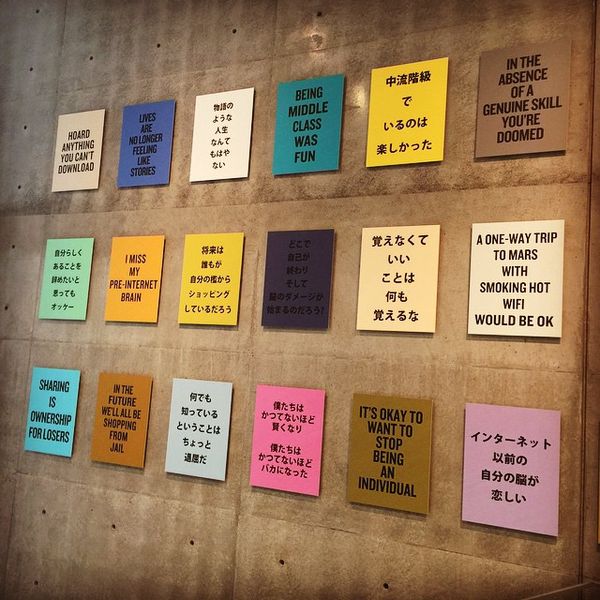 HOARD
ANYTHING
YOU CAN'T
DOWNLOAD
LIVES
ARE
NO LONGER
FEELING
LIKE
STORIES
物語の
ような
人生
なんて
もはや
ない
BEING
MIDDLE
CLASS
WAS
FUN
中流階級
で
いるのは
楽しかった
IN THE
ABSENCE
OF A
GENUINE SKILL
YOU'RE
DOOMED
自分らしく
あることを
辞めたいと
思っても
オッケー
I MISS
MY
PRE-INTERNET
BRAIN
将来は
誰もが
自分の檻から
ショッピング
しているだろう
どこで
自己が
終わり
そして
脳のダメージが
始まるのだろう?
覚えなくて
いい
ことは
何も
覚えるな
A ONE-WAY TRIP
TO MARS
WITH
SMOKING HOT
WIFI
WOULD BE OK
SHARING
IS
OWNERSHIP
FOR LOSERS
IN THE
FUTURE
WE'LL ALL BE
SHOPPING
FROM
JAIL
何でも
知っている
ということは
ちょっと
退屈だ
僕たちは
かつてないほど
賢くなり
僕たちは
かつてないほど
バカになった
IT'S OKAY TO
WANT TO
STOP
BEING
AN
INDIVIDUAL
インターネット
以前の
自分の脳が
恋しい